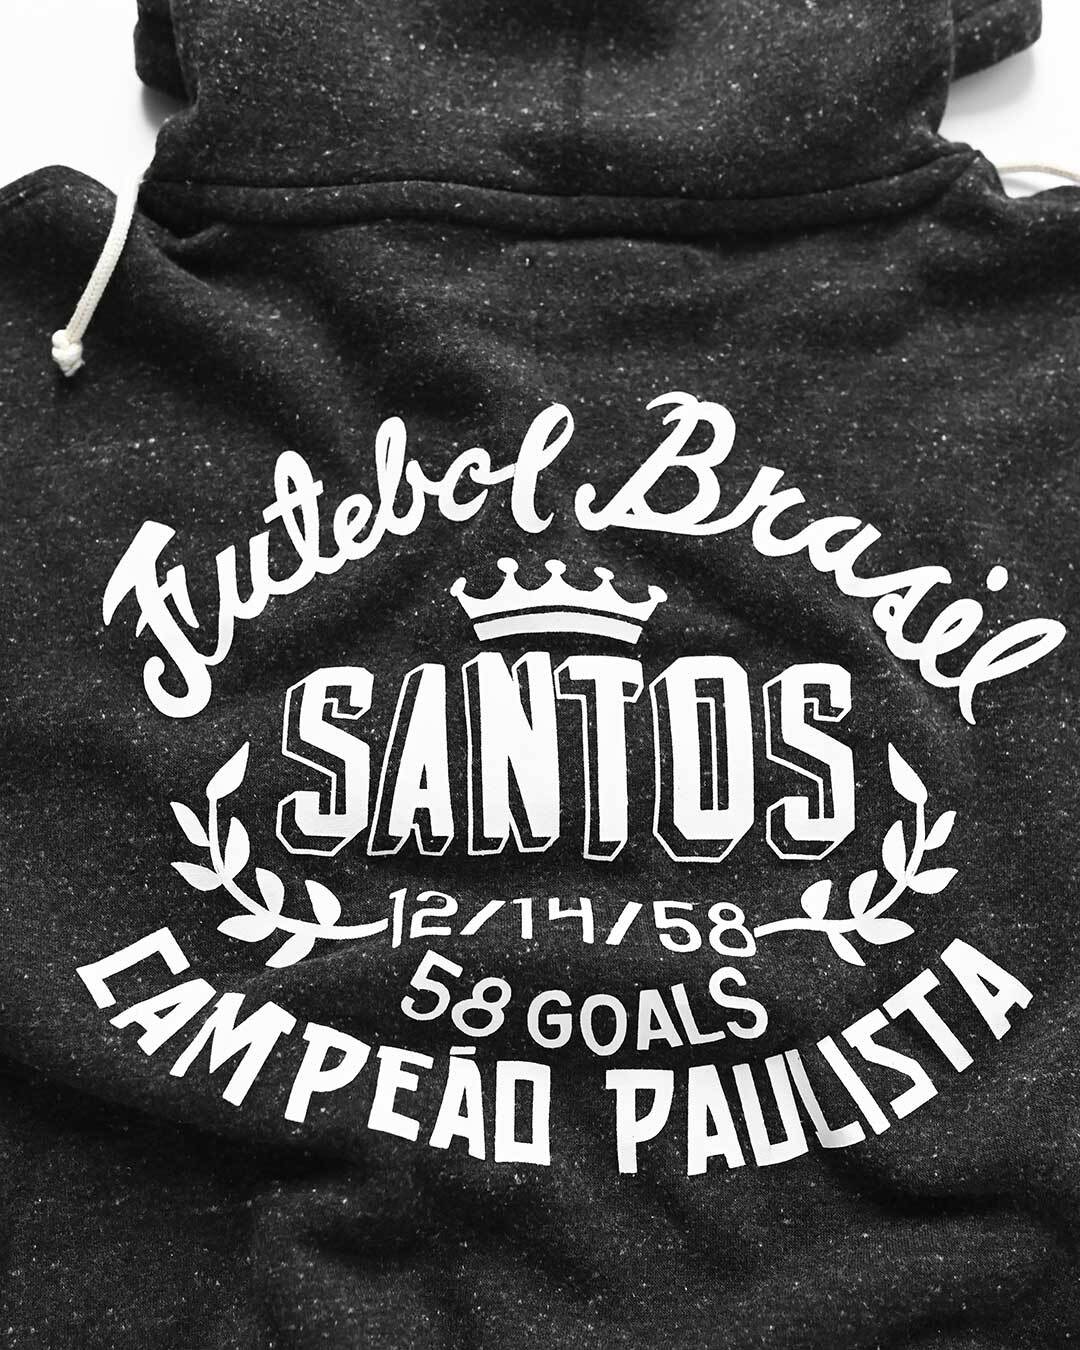 Futebol Brasil
SANTOS
12/14/58
58 GOALS
CAMPEÃO PAULISTA